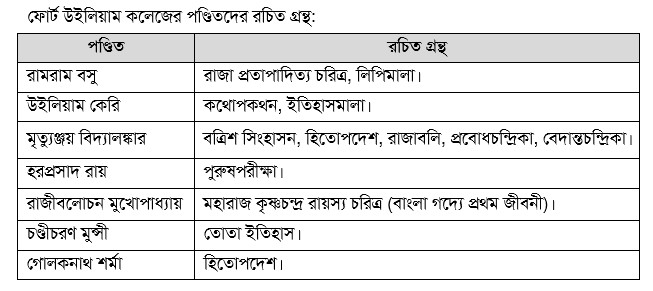 ফোর্ট উইলিয়াম কলেজের পণ্ডিতদের রচিত গ্রন্থ:
পণ্ডিত রচিত গ্রন্থ
রামরাম বসু রাজা প্রতাপাদিত্য চরিত্র, লিপিমালা।
উইলিয়াম কেরি কথোপকথন, ইতিহাসমালা।
মৃত্যুঞ্জয় বিদ্যালঙ্কার বত্রিশ সিংহাসন, হিতোপদেশ, রাজাবলি, প্রবোধচন্দ্রিকা, বেদান্তচন্দ্রিকা।
হরপ্রসাদ রায় পুরুষপরীক্ষা।
রাজীবলোচন মুখোপাধ্যায় মহারাজ কৃষ্ণচন্দ্র রায়স্য চরিত্র (বাংলা গদ্যে প্রথম জীবনী)।
চণ্ডীচরণ মুন্সী তোতা ইতিহাস।
গোলকনাথ শর্মা হিতোপদেশ।